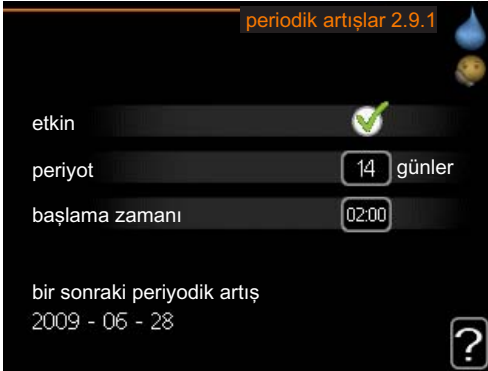 periodik artışlar 2.9.1
etkin
periyot 14 günler
başlama zamanı 02:00
bir sonraki periyodik artış
2009 - 06 - 28
?